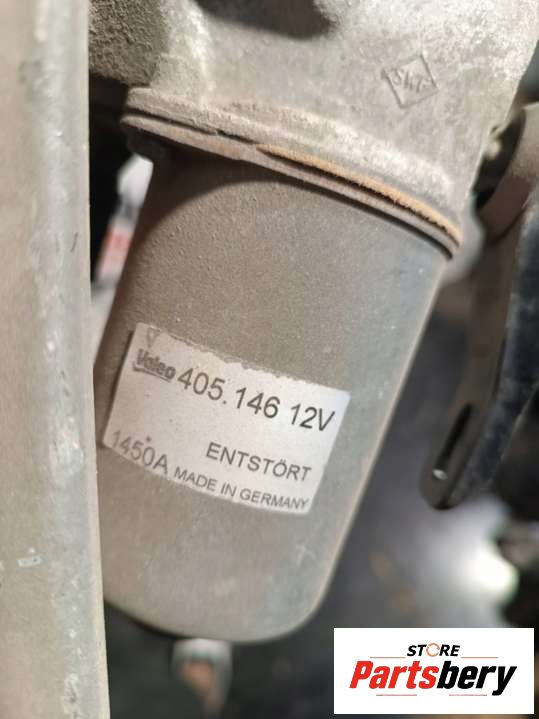 Valeo 405.146 12V
ENTSTÖRT
1450A MADE IN GERMANY
STORE
Partsbery